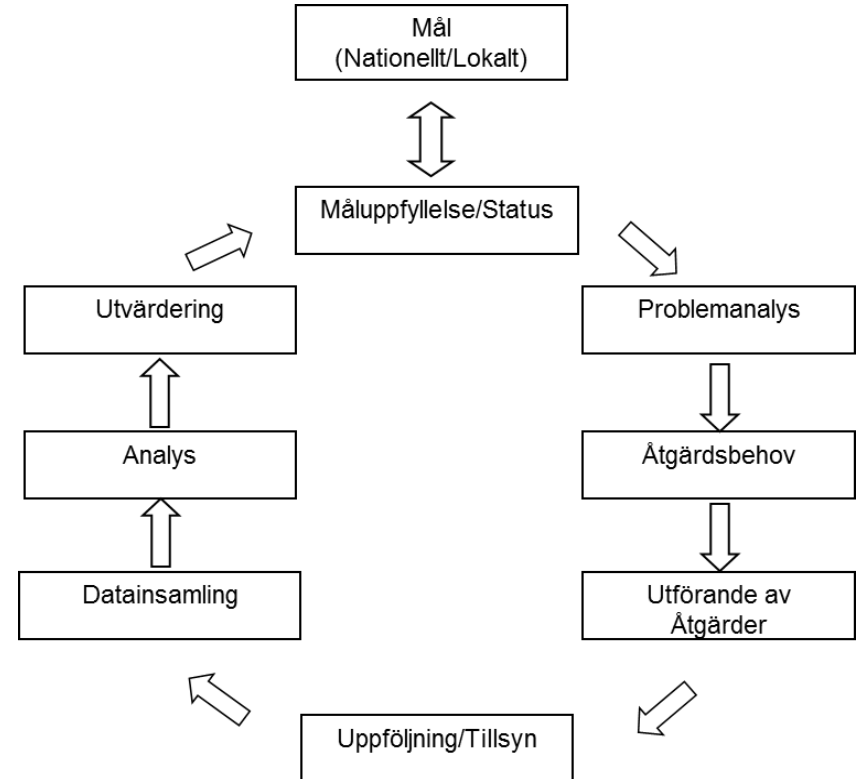 Mål
(Nationellt/Lokalt)
Måluppfyllelse/Status
Utvärdering
Problemanalys
Analys
Åtgärdsbehov
Datainsamling
Utförande av
Åtgärder
Uppföljning/Tillsyn